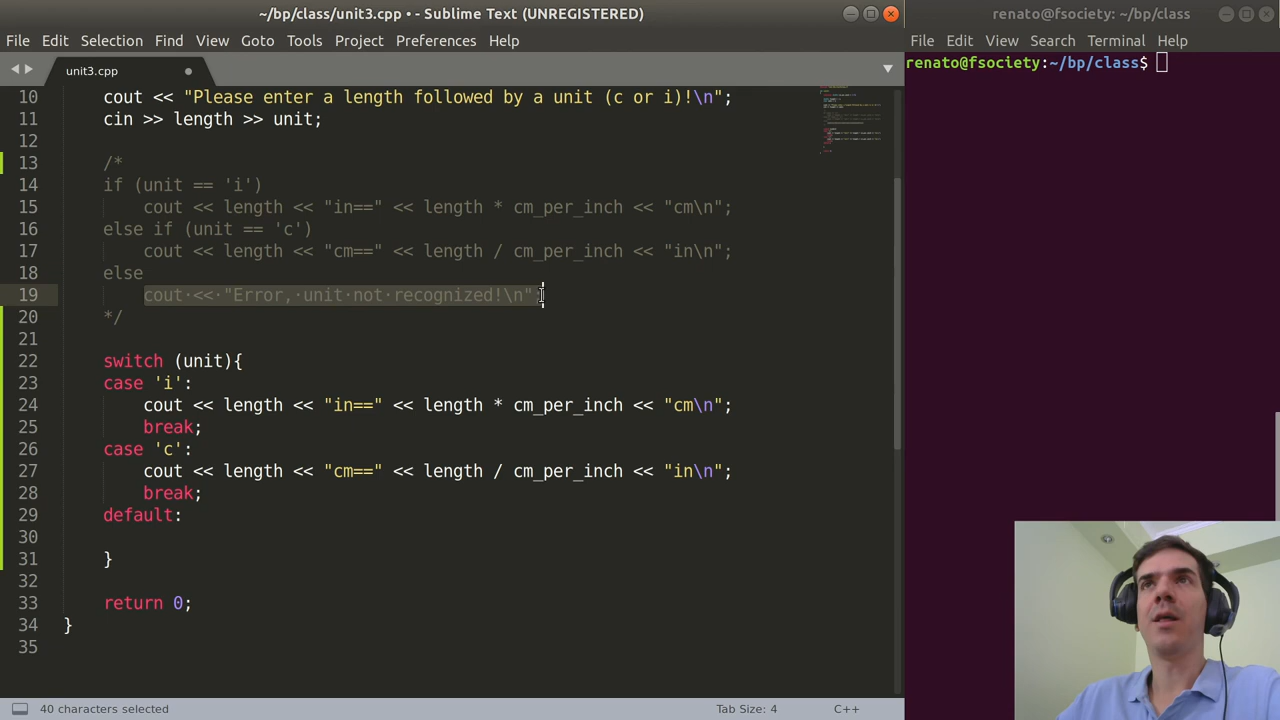 ~/bp/class/unit3.cpp • - Sublime Text (UNREGISTERED)
File Edit Selection Find View Goto Tools Project Preferences Help
unit3.cpp
10 cout << "Please enter a length followed by a unit (c or i)!\n";
11 cin >> length >> unit;
12
13 /*
14 if (unit == 'i')
15 cout << length << "in==" << length * cm_per_inch << "cm\n";
16 else if (unit == 'c')
17 cout << length << "cm==" << length / cm_per_inch << "in\n";
18 else
19 cout << "Error, unit not recognized!\n";
20 */
21
22 switch (unit){
23 case 'i':
24 cout << length << "in==" << length * cm_per_inch << "cm\n";
25 break;
26 case 'c':
27 cout << length << "cm==" << length / cm_per_inch << "in\n";
28 break;
29 default:
30
31 }
32
33 return 0;
34 }
35
40 characters selected
Tab Size: 4
C++
renato@fsociety: ~/bp/class
File Edit View Search Terminal Help
renato@fsociety:~/bp/class$